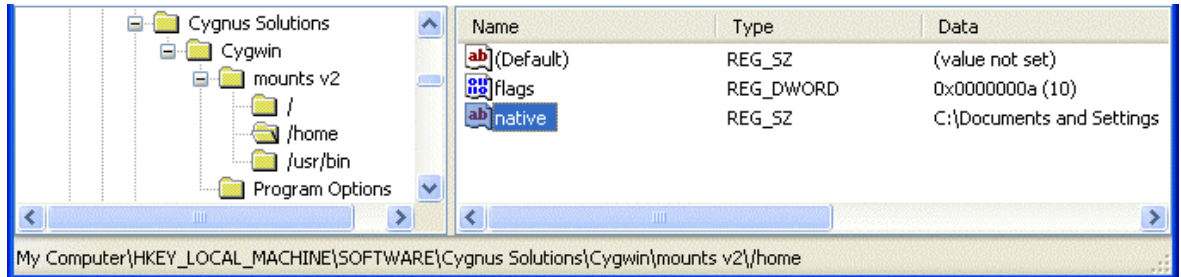 Cygnus Solutions
Cygwin
mounts v2
/
/home
/usr/bin
Program Options
Name Type Data
(Default) REG_SZ (value not set)
flags REG_DWORD 0x0000000a (10)
native REG_SZ C:\Documents and Settings
My Computer\HKEY_LOCAL_MACHINE\SOFTWARE\Cygnus Solutions\Cygwin\mounts v2\/home